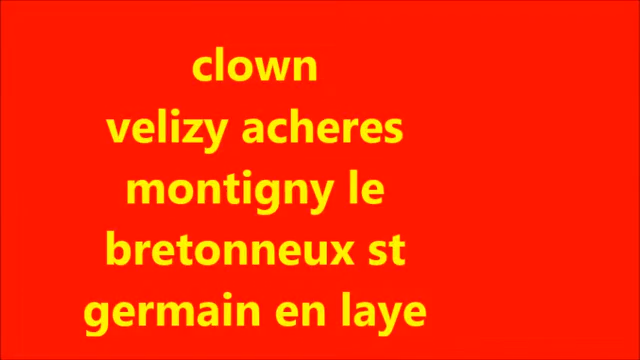 clown
velizy acheres
montigny le
bretonneux st
germain en laye